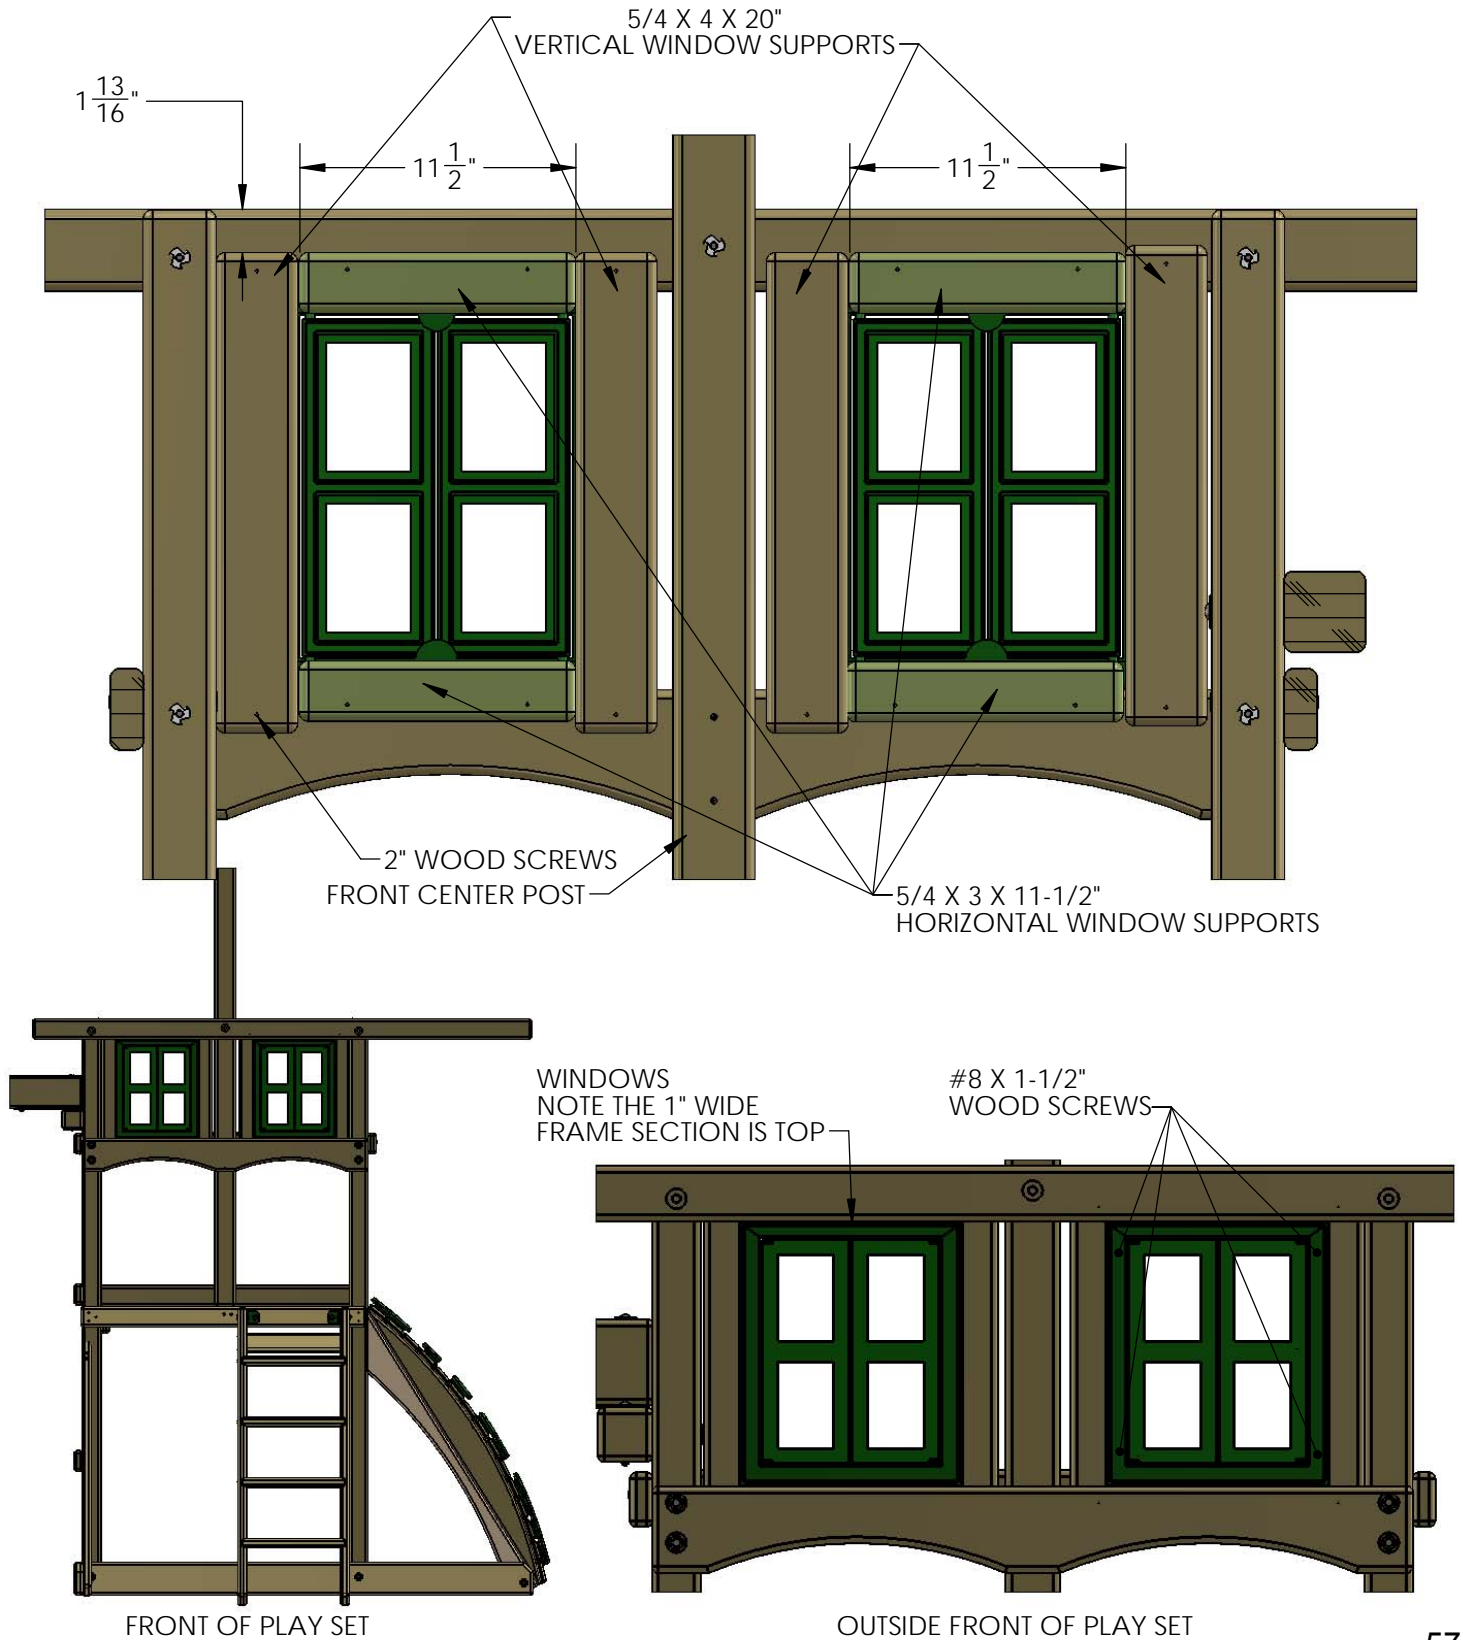 5/4 X 4 X 20"
VERTICAL WINDOW SUPPORTS
1 13/16"
11 1/2"
11 1/2"
2" WOOD SCREWS
FRONT CENTER POST
5/4 X 3 X 11-1/2"
HORIZONTAL WINDOW SUPPORTS
WINDOWS
NOTE THE 1" WIDE
FRAME SECTION IS TOP
#8 X 1-1/2"
WOOD SCREWS
FRONT OF PLAY SET
OUTSIDE FRONT OF PLAY SET
57